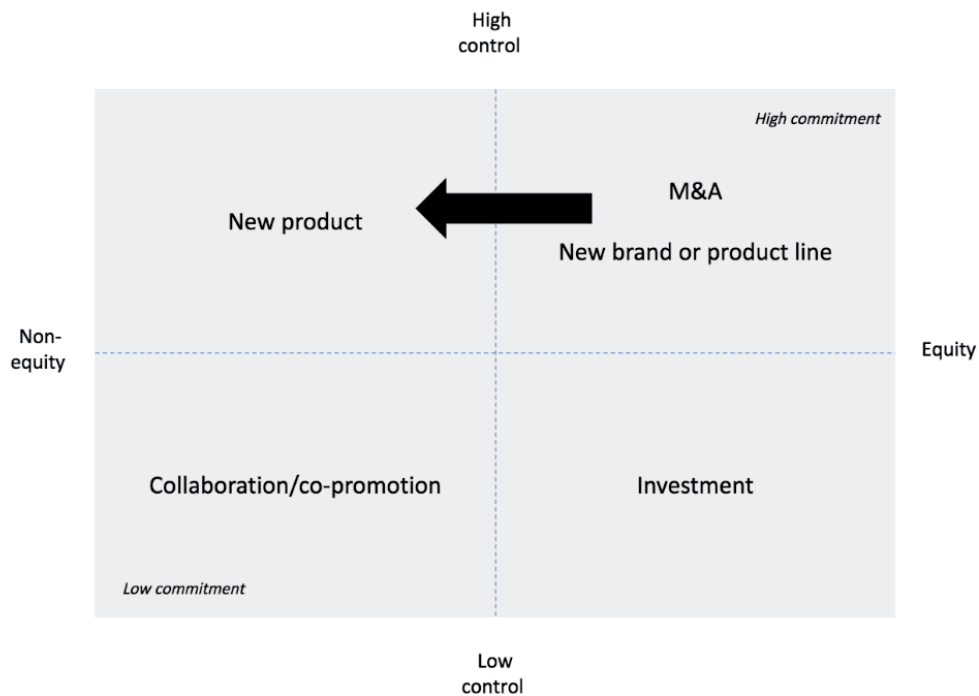 High
control
High commitment
M&A
New product
New brand or product line
Non-
equity
Equity
Collaboration/co-promotion
Investment
Low commitment
Low
control